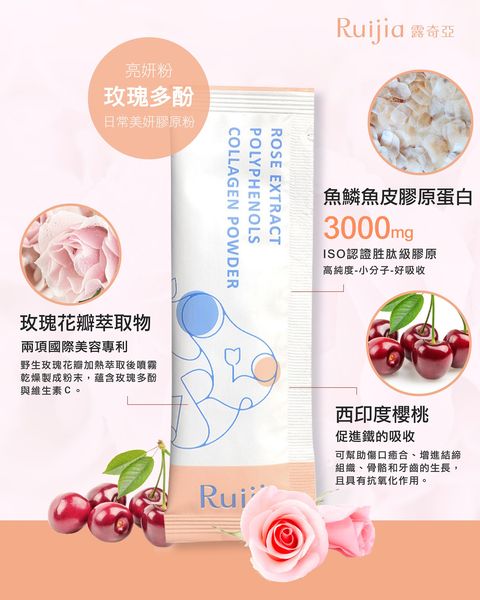 Ruijia 露奇亞
亮妍粉
玫瑰多酚
日常美妍膠原粉
ROSE EXTRACT
POLYPHENOLS
COLLAGEN POWDER
魚鱗魚皮膠原蛋白
3000mg
ISO認證胜肽級膠原
高純度-小分子-好吸收
玫瑰花瓣萃取物
兩項國際美容專利
野生玫瑰花瓣加熱萃取後噴霧
乾燥製成粉末，蘊含玫瑰多酚
與維生素C。
西印度櫻桃
促進鐵的吸收
可幫助傷口癒合、增進結締
組織、骨骼和牙齒的生長，
且具有抗氧化作用。
Ruiji